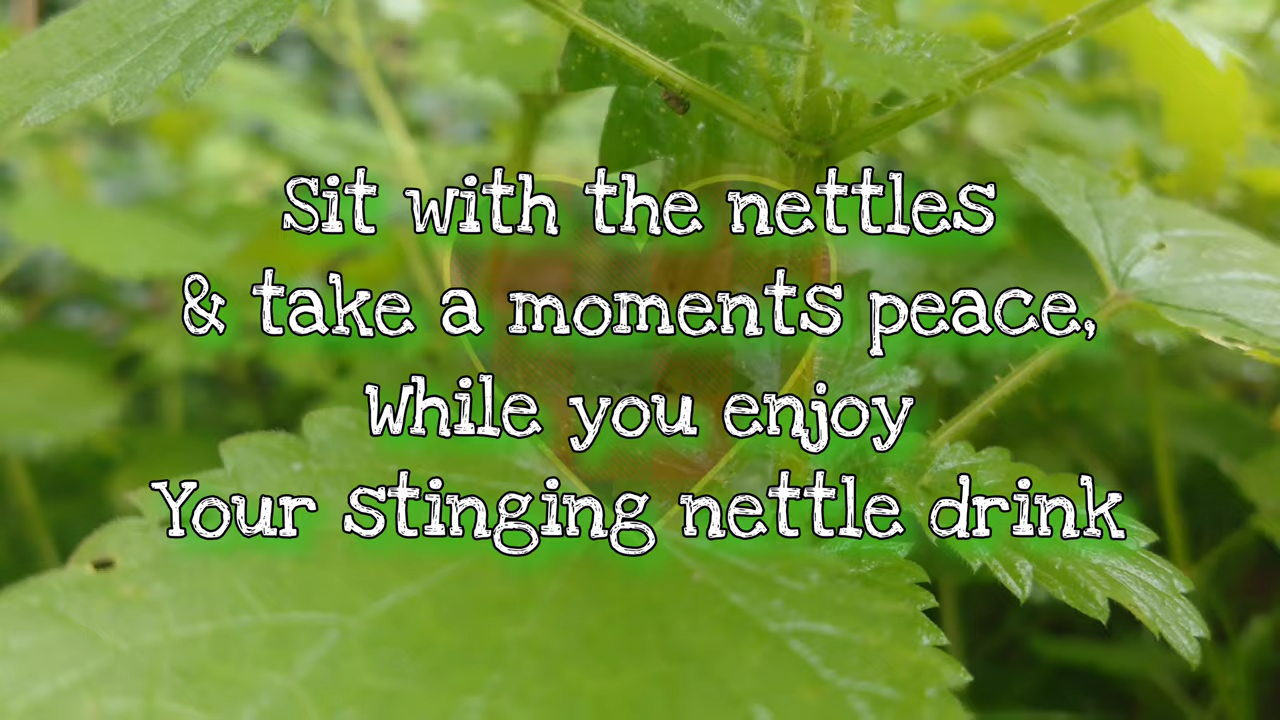 Sit with the nettles
& take a moments peace,
While you enjoy
Your stinging nettle drink